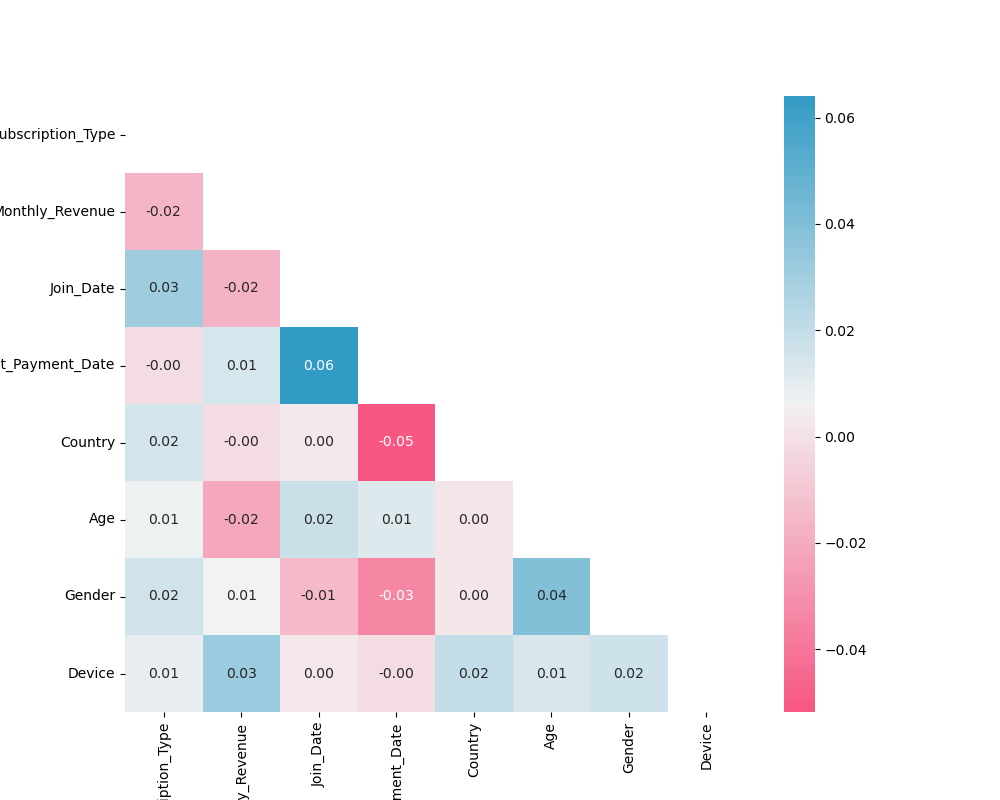 ubscription_Type
Monthly_Revenue
-0.02
Join_Date
0.03 -0.02
t_Payment_Date
-0.00 0.01 0.06
Country
0.02 -0.00 0.00 -0.05
Age
0.01 -0.02 0.02 0.01 0.00
Gender
0.02 0.01 -0.01 -0.03 0.00 0.04
Device
0.01 0.03 0.00 -0.00 0.02 0.01 0.02
iption_Type
y_Revenue
Join_Date
ment_Date
Country
Age
Gender
Device
0.06
0.04
0.02
0.00
−0.02
−0.04